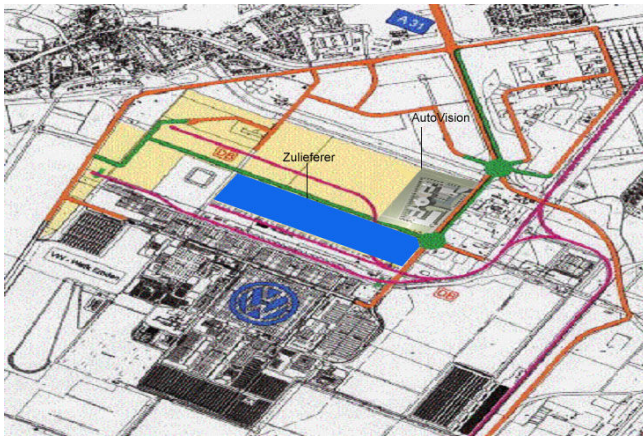 A 31
AutoVision
Zulieferer
DB
VW - Werk Emden
DB